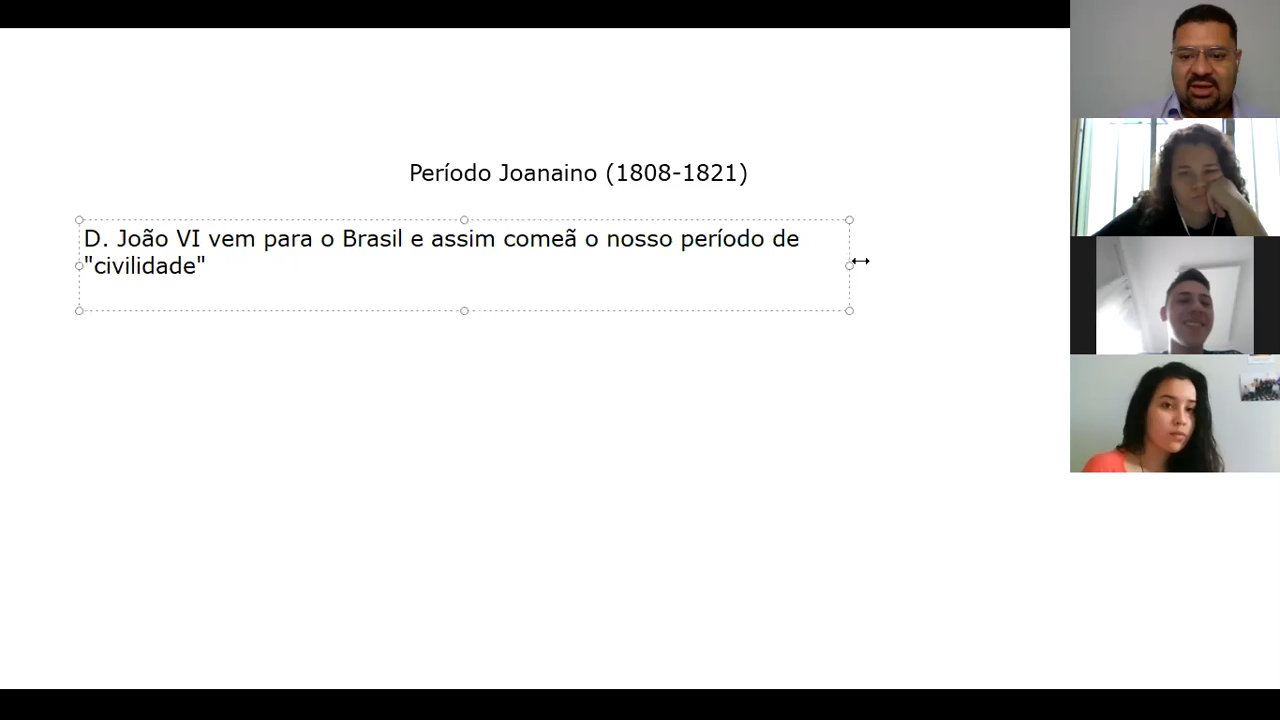 Período Joanaino (1808-1821)
D. João VI vem para o Brasil e assim comeã o nosso período de
"civilidade"